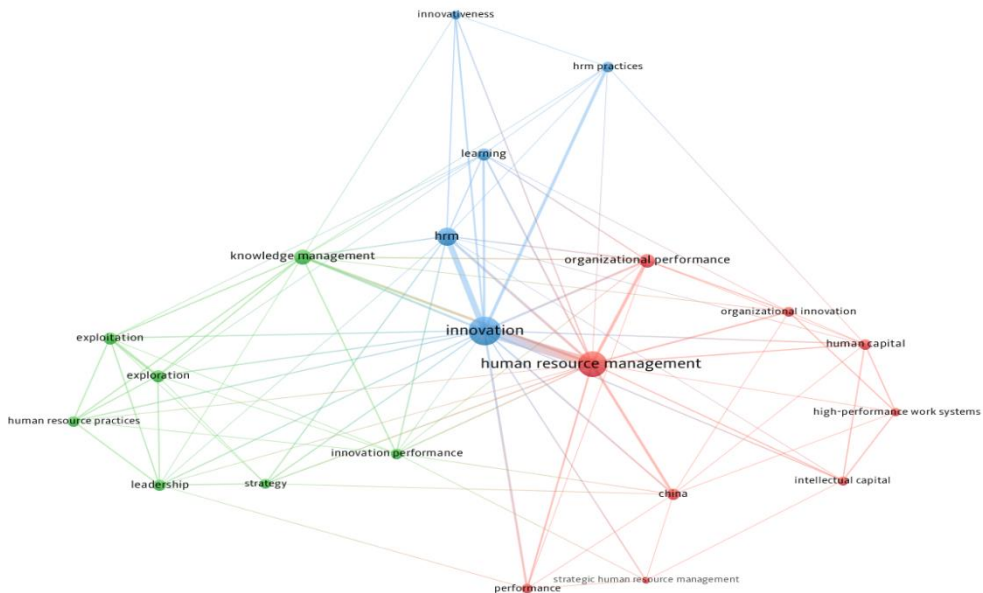 innovativeness
hrm practices
learning
hrm
knowledge management
organizational performance
organizational innovation
innovation
exploitation
human capital
human resource management
exploration
high-performance work systems
human resource practices
innovation performance
intellectual capital
leadership
strategy
china
strategic human resource management
performance